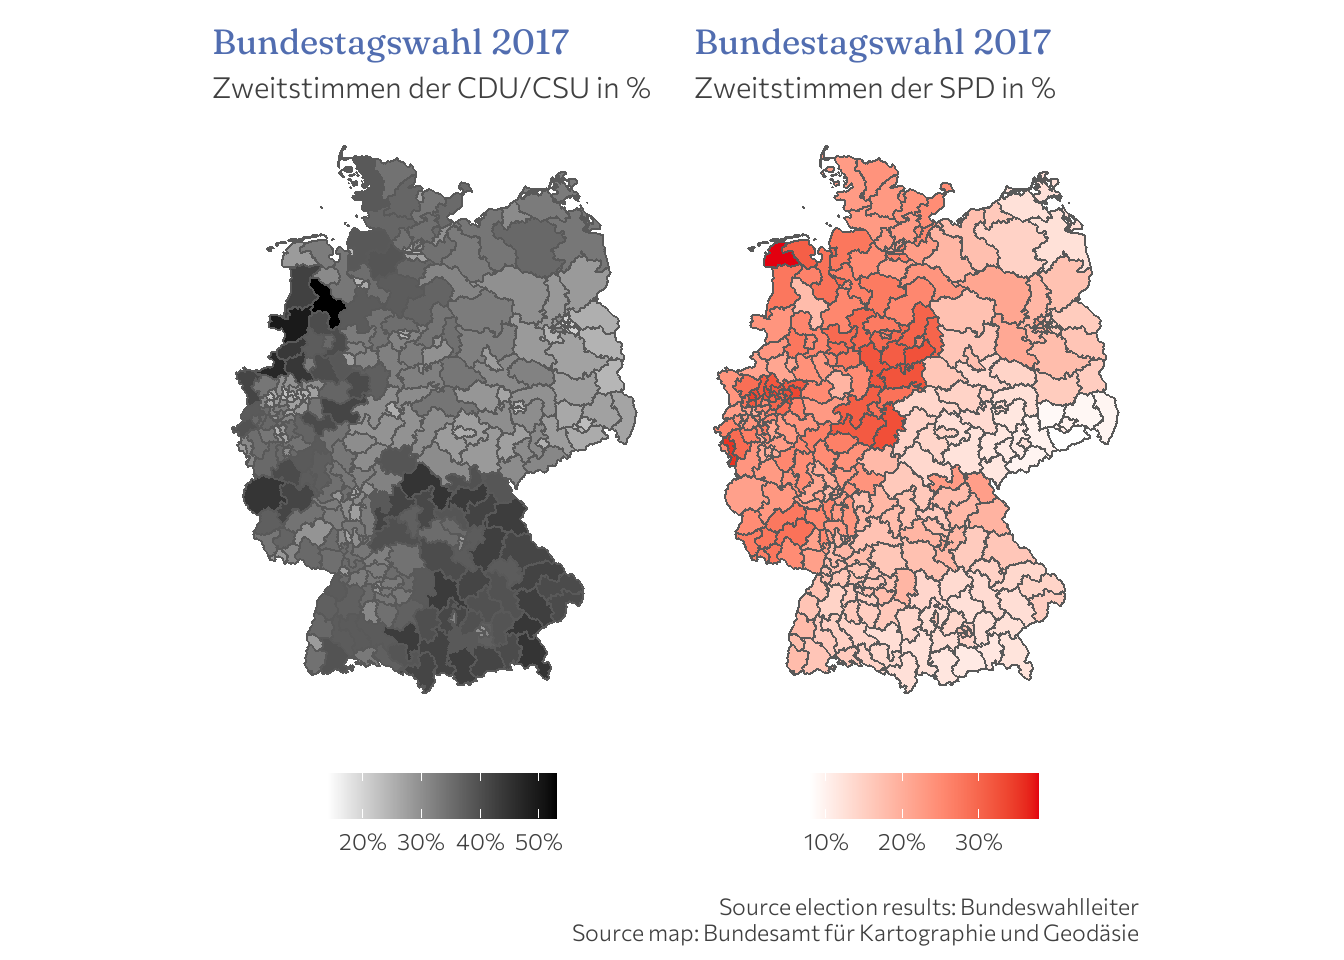 Bundestagswahl 2017
Zweitstimmen der CDU/CSU in %
Bundestagswahl 2017
Zweitstimmen der SPD in %
20% 30% 40% 50%
10% 20% 30%
Source election results: Bundeswahlleiter
Source map: Bundesamt für Kartographie und Geodäsie